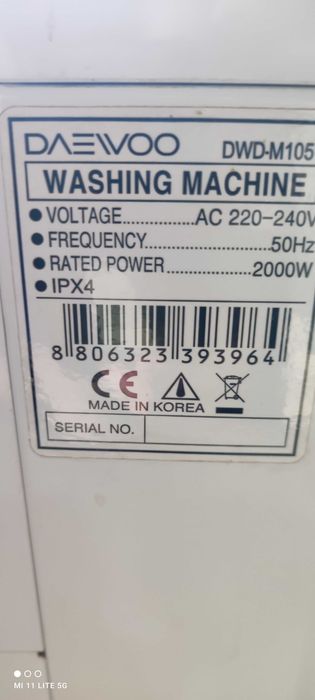 DAEWOO DWD-M105
WASHING MACHINE
● VOLTAGE...............AC 220-240V
● FREQUENCY..................50Hz
● RATED POWER...............2000W
● IPX4
8 806323 393964
CE
MADE IN KOREA
SERIAL NO.
MI 11 LITE 5G